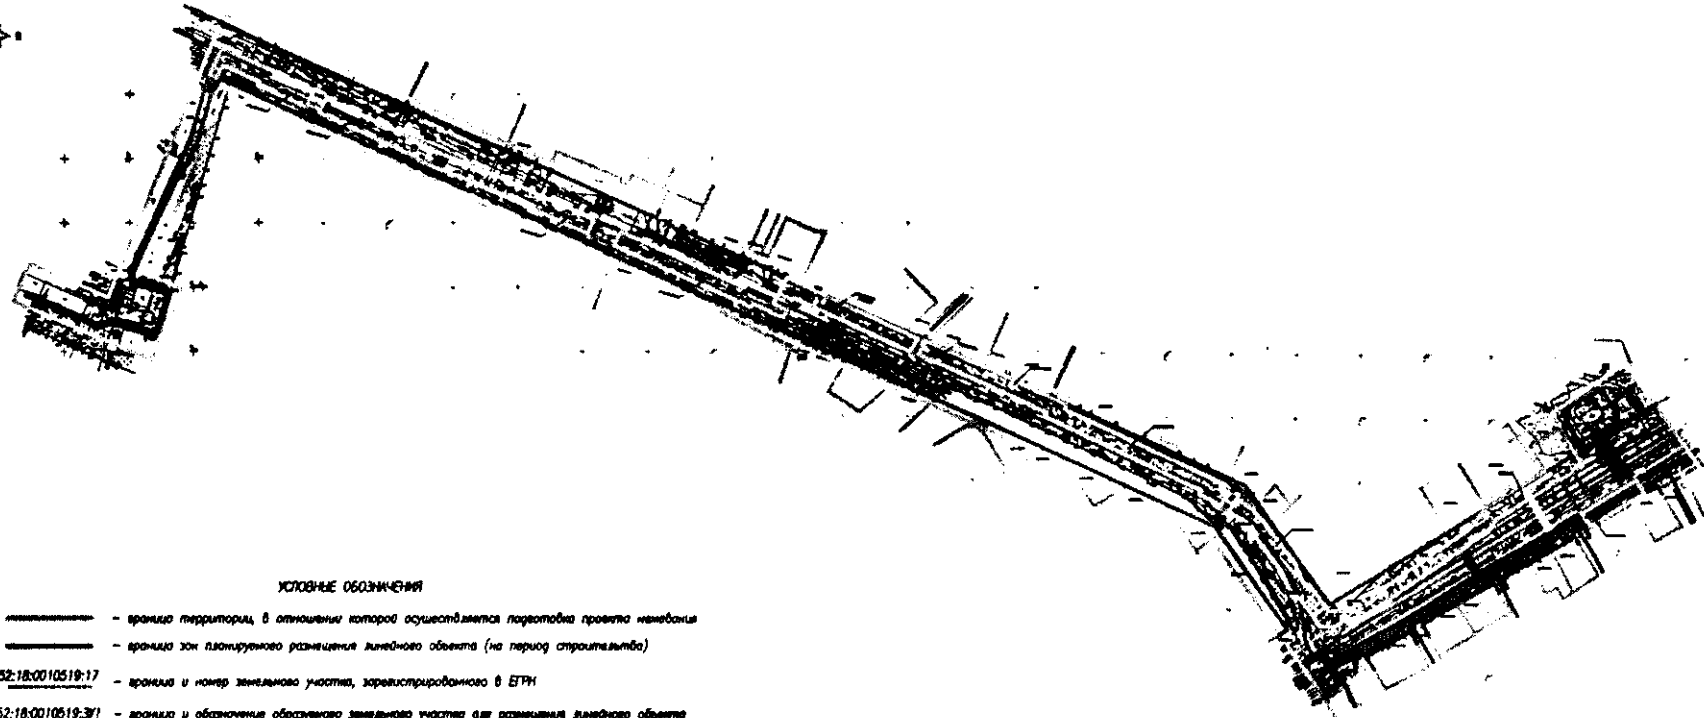 УСЛОВНЫЕ ОБОЗНАЧЕНИЯ
- граница территории, в отношении которой осуществляется подготовка проекта межевания
- граница зон планируемого размещения линейного объекта (на период строительства)
52:18:0010519:17 - граница и номер земельного участка, зарегистрированного в ЕГРН
52:18:0010519:ЗУ1 - граница и обозначение образуемого земельного участка для размещения линейного объекта